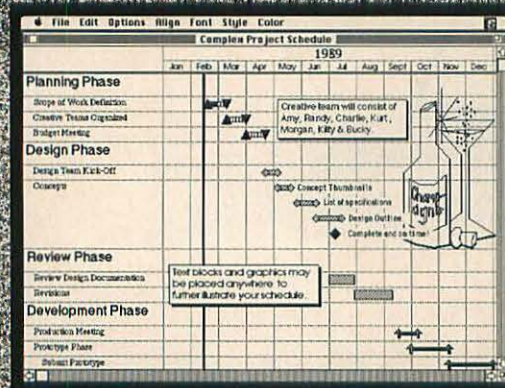 File Edit Options Align Font Style Color
Complex Project Schedule
1989
Jan Feb Mar Apr May Jun Jul Aug Sept Oct Nov Dec
Planning Phase
Scope of Work Definition
Creative Teams Organized
Budget Meeting
Creative team will consist of
Amy, Randy, Charlie, Kurt,
Morgan, Kitty & Bucky.
Design Phase
Design Team Kick-Off
Concepts
Concept Thumbnails
List of specifications
Design Outline
Complete and on time!
Champagne
Review Phase
Review Design Documentation
Revisions
Text blocks and graphics may
be placed anywhere to
further illustrate your schedule.
Development Phase
Production Meeting
Prototype Phase
Submit Prototype